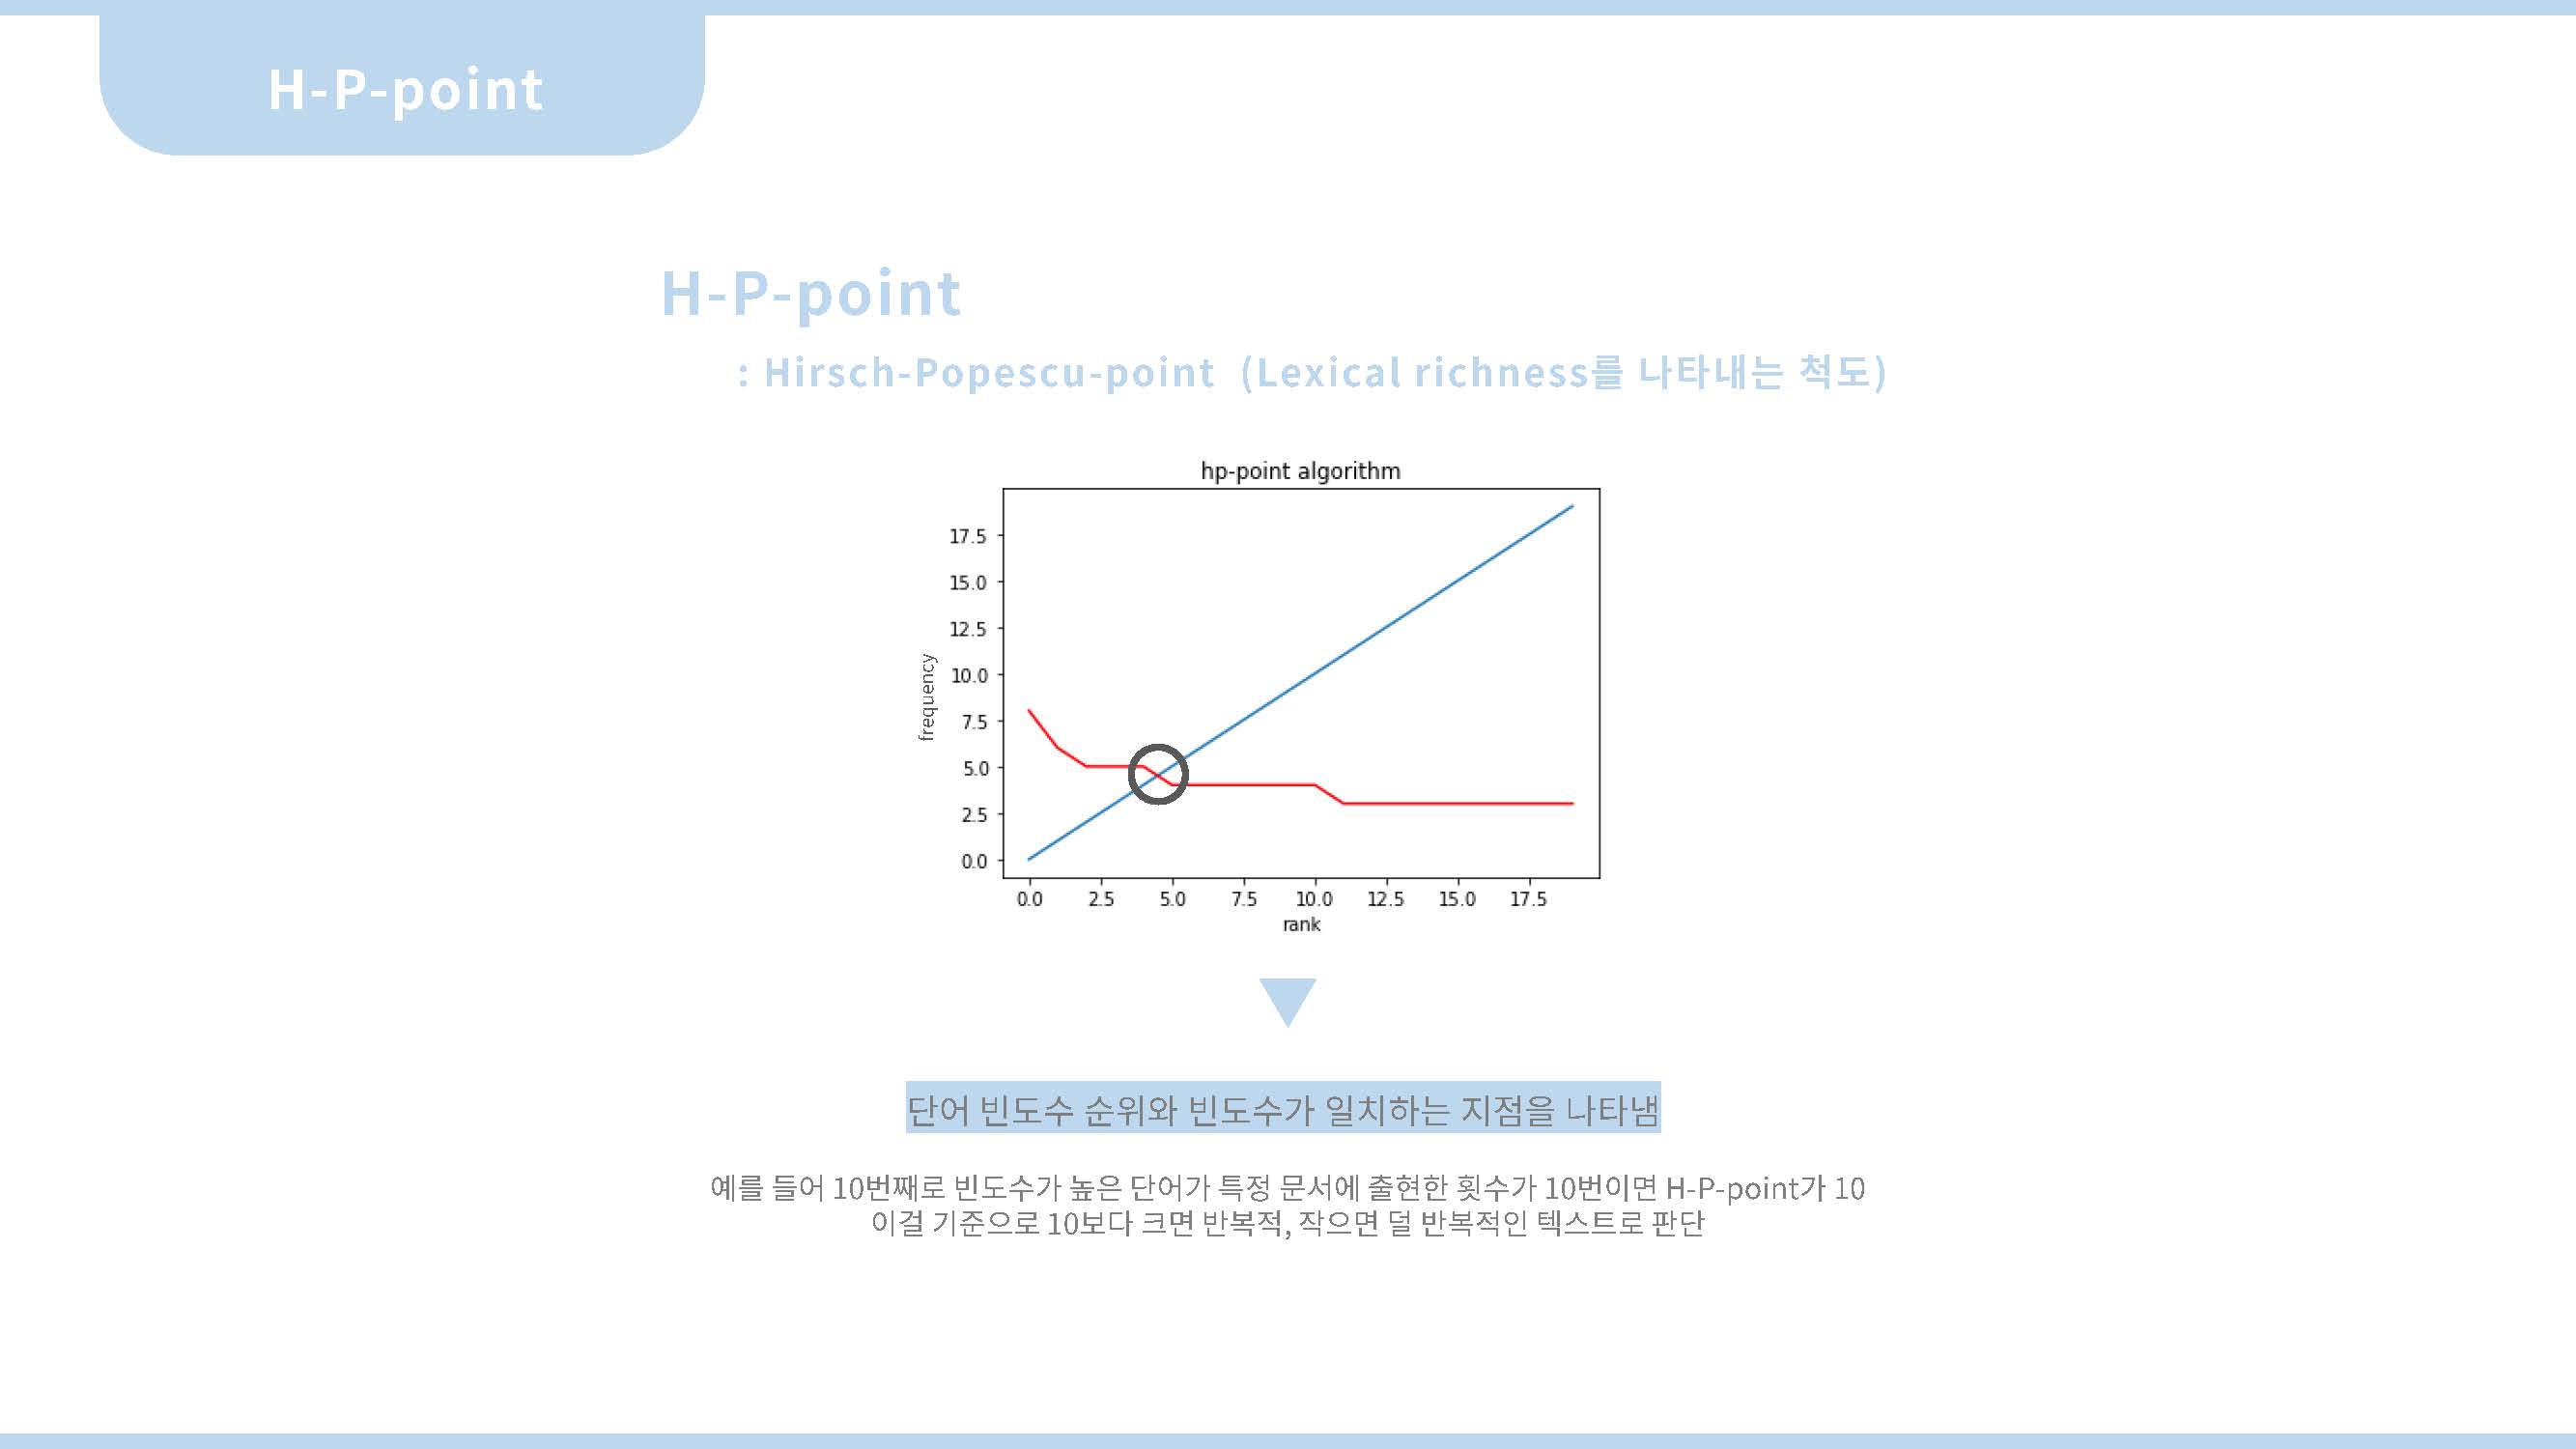 H-P-point
H-P-point
: Hirsch-Popescu-point (Lexical richness를 나타내는 척도)
hp-point algorithm
17.5
15.0
12.5
10.0
7.5
5.0
2.5
0.0
frequency
0.0 2.5 5.0 7.5 10.0 12.5 15.0 17.5
rank
단어 빈도수 순위와 빈도수가 일치하는 지점을 나타냄
예를 들어 10번째로 빈도수가 높은 단어가 특정 문서에 출현한 횟수가 10번이면 H-P-point가 10
이걸 기준으로 10보다 크면 반복적, 작으면 덜 반복적인 텍스트로 판단